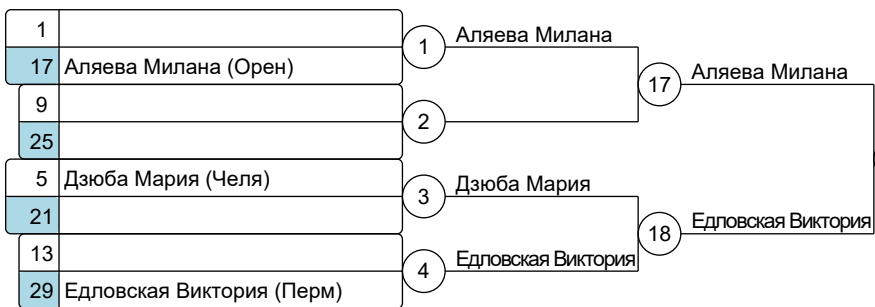 1
17 Аляева Милана (Орен)
1
Аляева Милана
9
25
2
17
Аляева Милана
5 Дзюба Мария (Челя)
21
3
Дзюба Мария
13
29 Едловская Виктория (Перм)
4
Едловская Виктория
18
Едловская Виктория